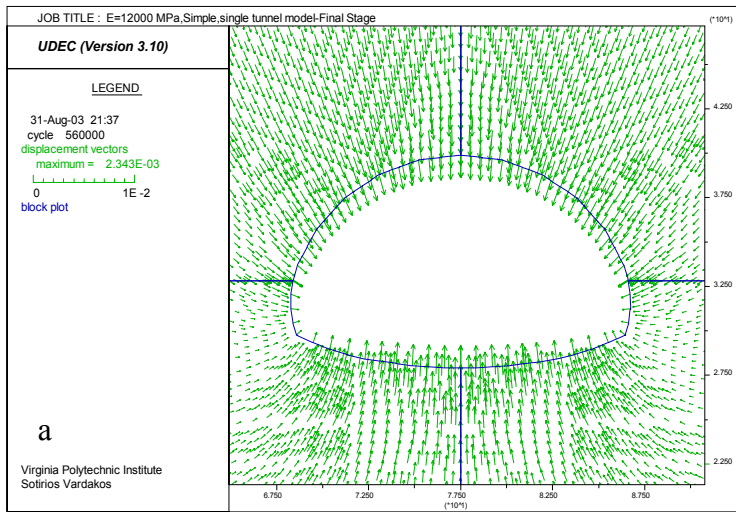 JOB TITLE : E=12000 MPa,Simple,single tunnel model-Final Stage
(*10^1)
UDEC (Version 3.10)
LEGEND
31-Aug-03 21:37
cycle 560000
displacement vectors
maximum = 2.343E-03
0 1E -2
block plot
a
Virginia Polytechnic Institute
Sotirios Vardakos
4.250
3.750
3.250
2.750
2.250
6.750 7.250 7.750 8.250 8.750
(*10^1)